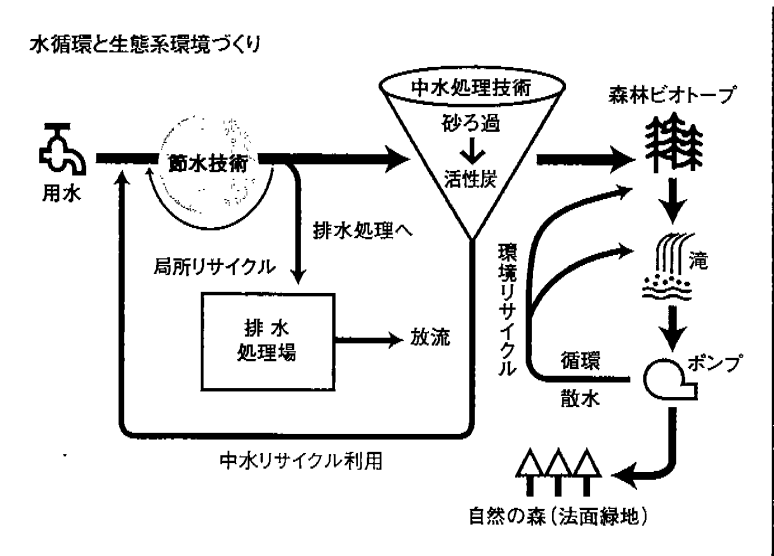 水循環と生態系環境づくり
中水処理技術
砂ろ過
活性炭
森林ビオトープ
用水
節水技術
排水処理へ
局所リサイクル
環境リサイクル
滝
排水
処理場
放流
循環
散水
ポンプ
中水リサイクル利用
自然の森(法面緑地)